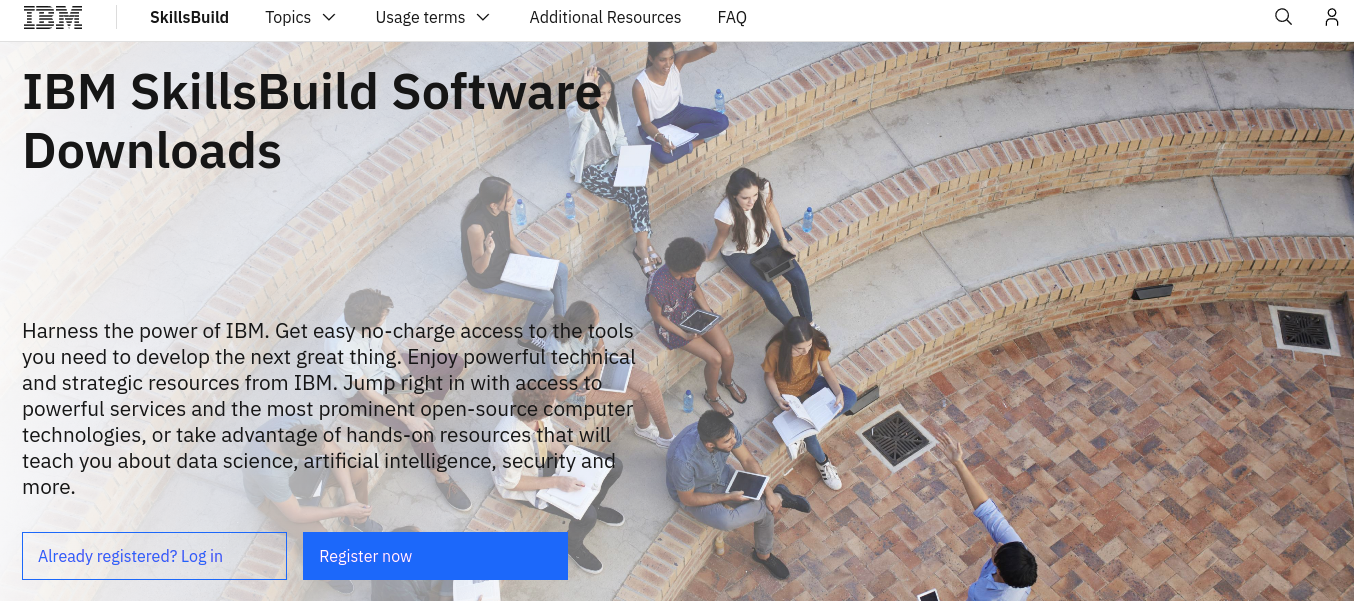 IBM SkillsBuild Topics Usage terms Additional Resources FAQ
IBM SkillsBuild Software
Downloads
Harness the power of IBM. Get easy no-charge access to the tools
you need to develop the next great thing. Enjoy powerful technical
and strategic resources from IBM. Jump right in with access to
powerful services and the most prominent open-source computer
technologies, or take advantage of hands-on resources that will
teach you about data science, artificial intelligence, security and
more.
Already registered? Log in Register now